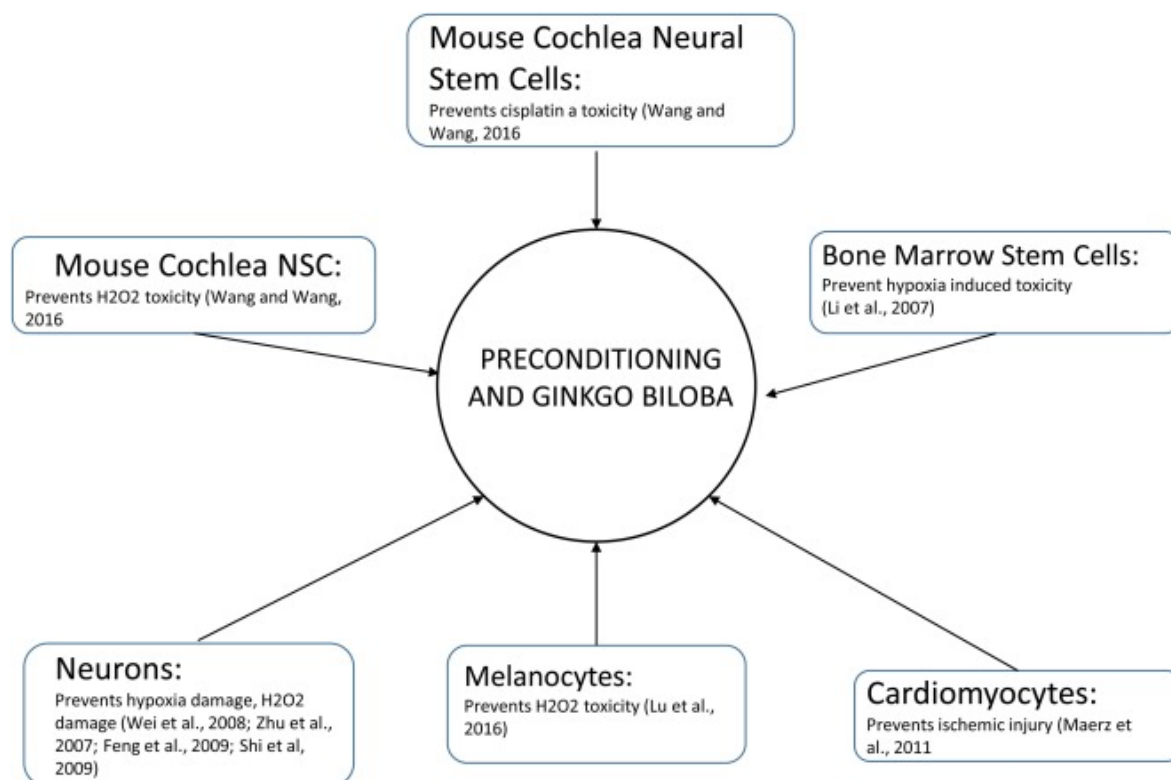 Mouse Cochlea Neural
Stem Cells:
Prevents cisplatin a toxicity (Wang and
Wang, 2016
Mouse Cochlea NSC:
Prevents H2O2 toxicity (Wang and Wang,
2016
Bone Marrow Stem Cells:
Prevent hypoxia induced toxicity
(Li et al., 2007)
PRECONDITIONING
AND GINKGO BILOBA
Neurons:
Prevents hypoxia damage, H2O2
damage (Wei et al., 2008; Zhu et al.,
2007; Feng et al., 2009; Shi et al,
2009)
Melanocytes:
Prevents H2O2 toxicity (Lu et al.,
2016)
Cardiomyocytes:
Prevents ischemic injury (Maerz et
al., 2011